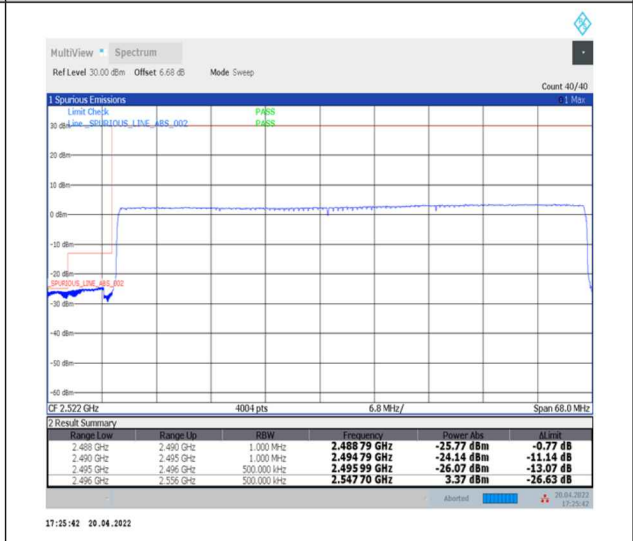 MultiView Spectrum
Ref Level 30.00 dBm Offset 6.68 dB Mode Sweep
Count 40/40
1 Spurious Emissions 1 Max
Limit Check PASS
30 dBm Line _SPURIOUS_LINE_ABS_002 PASS
20 dBm
10 dBm
0 dBm
-10 dBm
-20 dBm
_SPURIOUS_LINE_ABS_002
-30 dBm
-40 dBm
-50 dBm
-60 dBm
CF 2.522 GHz 4004 pts 6.8 MHz/ Span 68.0 MHz
2 Result Summary
Range Low Range Up RBW Frequency Power Abs ΔLimit
2.488 GHz 2.490 GHz 1.000 MHz 2.488 79 GHz -25.77 dBm -0.77 dB
2.490 GHz 2.495 GHz 1.000 MHz 2.494 79 GHz -24.14 dBm -11.14 dB
2.495 GHz 2.496 GHz 500.000 kHz 2.495 99 GHz -26.07 dBm -13.07 dB
2.496 GHz 2.556 GHz 500.000 kHz 2.547 70 GHz 3.37 dBm -26.63 dB
Aborted 20.04.2022
17:25:42
17:25:42 20.04.2022